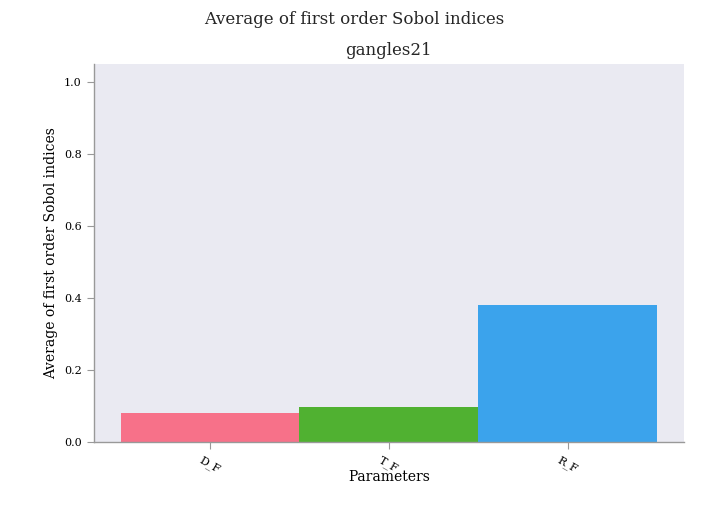 Average of first order Sobol indices
gangles21
Average of first order Sobol indices
1.0
0.8
0.6
0.4
0.2
0.0
D_F
T_F
R_F
Parameters